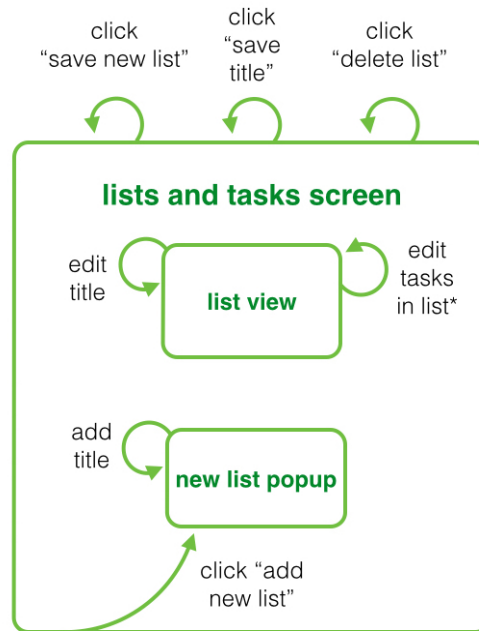 click
“save new list”
click
“save
title”
click
“delete list”
lists and tasks screen
edit
title
list view
edit
tasks
in list*
add
title
new list popup
click “add
new list”